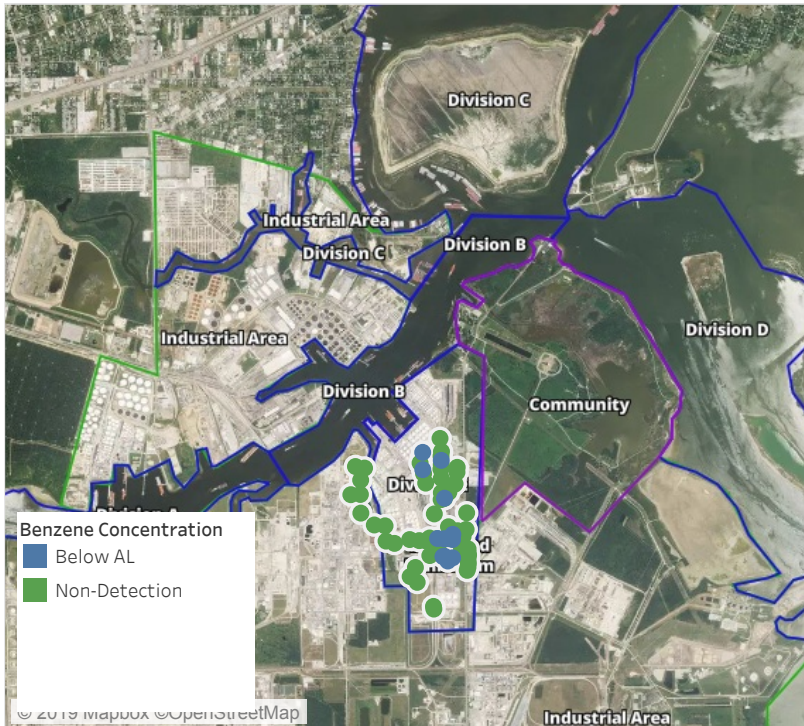 Division C
Industrial Area
Division B
Division C
Division D
Industrial Area
Division B
Community
Benzene Concentration
Below AL
Non-Detection
© 2019 Mapbox ©OpenStreetMap
Industrial Area